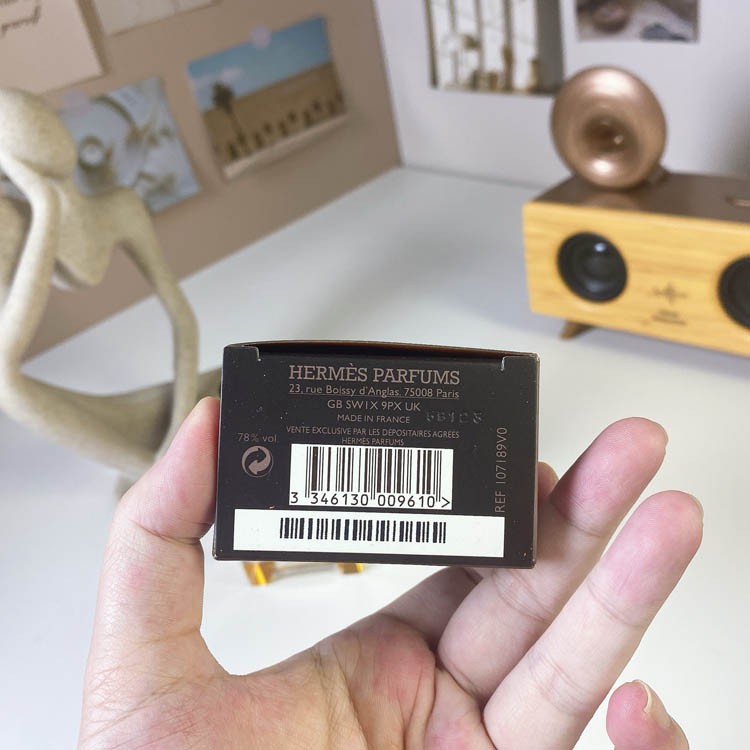 HERMÈS PARFUMS
23, rue Boissy d'Anglas. 75008 Paris
GB SW1X 9PX UK
MADE IN FRANCE
VENTE EXCLUSIVE PAR LES DEPOSITAIRES AGREES
HERMÈS PARFUMS
78% vol.
3 346130 009610 >
REF 107189V0